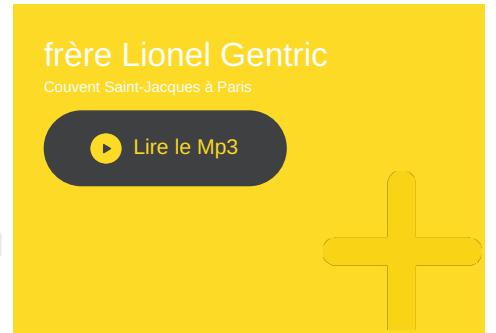 frère Lionel Gentric
Couvent Saint-Jacques à Paris
Lire le Mp3